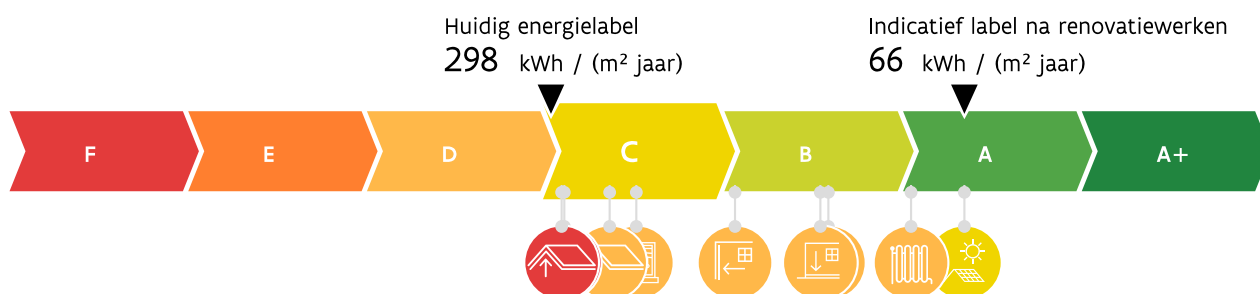 Huidig energielabel
298 kWh / (m² jaar)
Indicatief label na renovatiewerken
66 kWh / (m² jaar)
F E D C B A A+